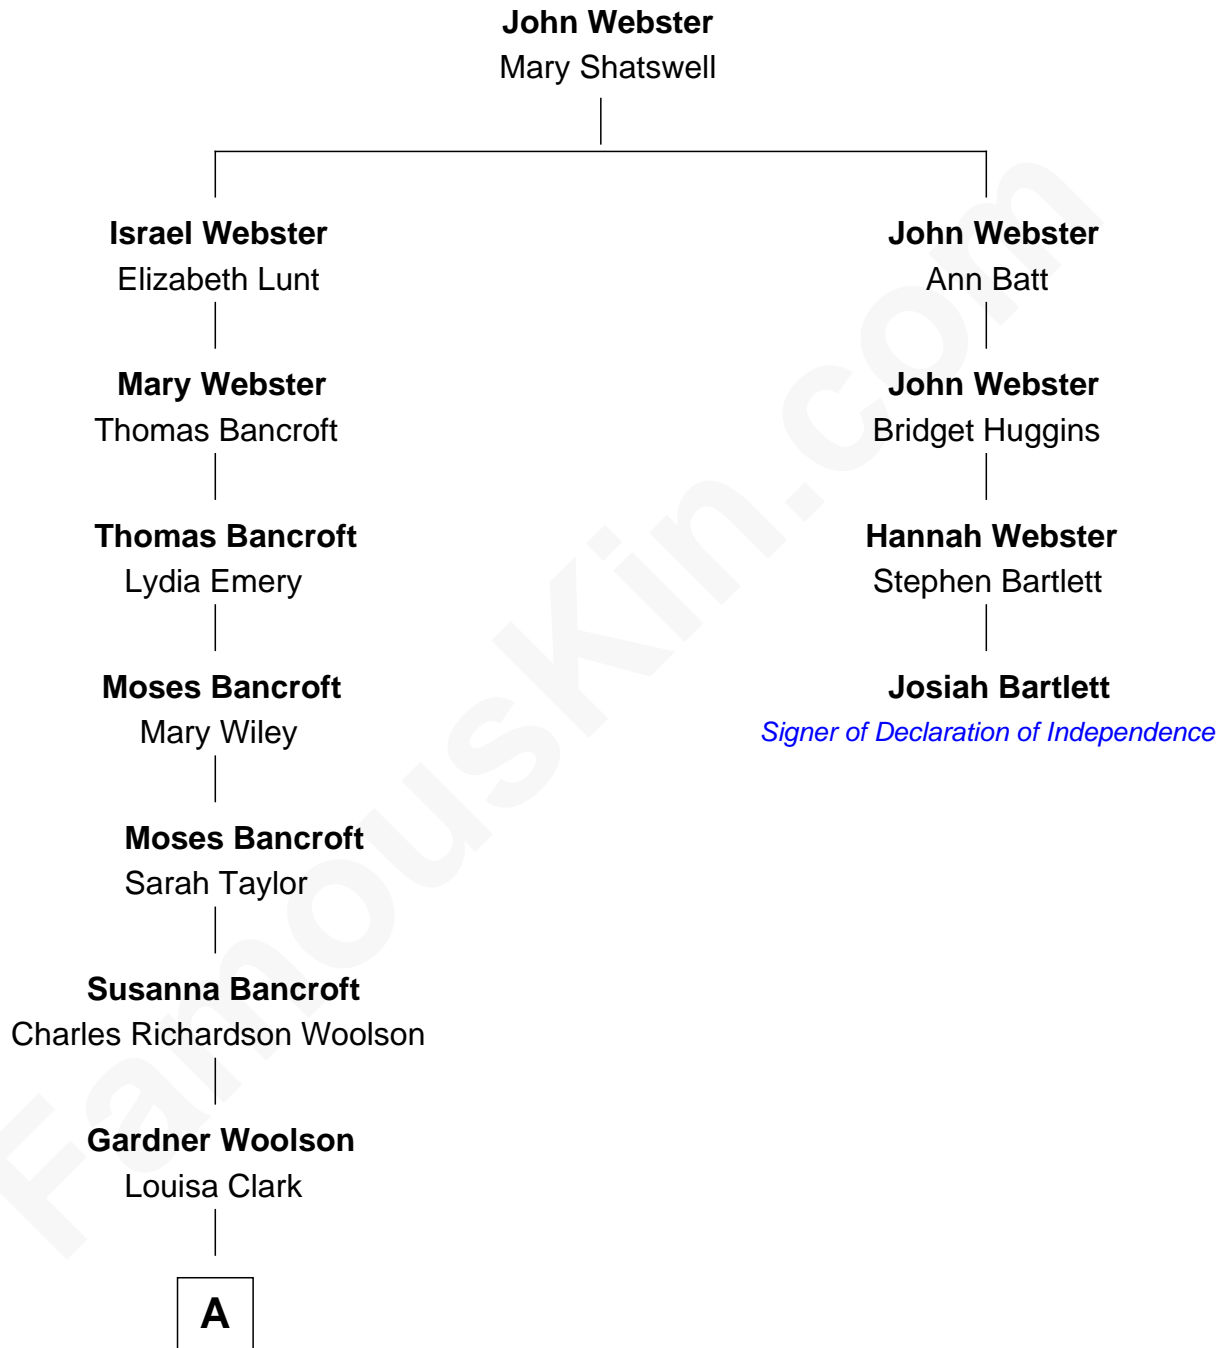 John Webster
Mary Shatswell
Israel Webster
Elizabeth Lunt
John Webster
Ann Batt
Mary Webster
Thomas Bancroft
John Webster
Bridget Huggins
Thomas Bancroft
Lydia Emery
Hannah Webster
Stephen Bartlett
Moses Bancroft
Mary Wiley
Josiah Bartlett
Signer of Declaration of Independence
Moses Bancroft
Sarah Taylor
Susanna Bancroft
Charles Richardson Woolson
Gardner Woolson
Louisa Clark
A
FamousKin.com